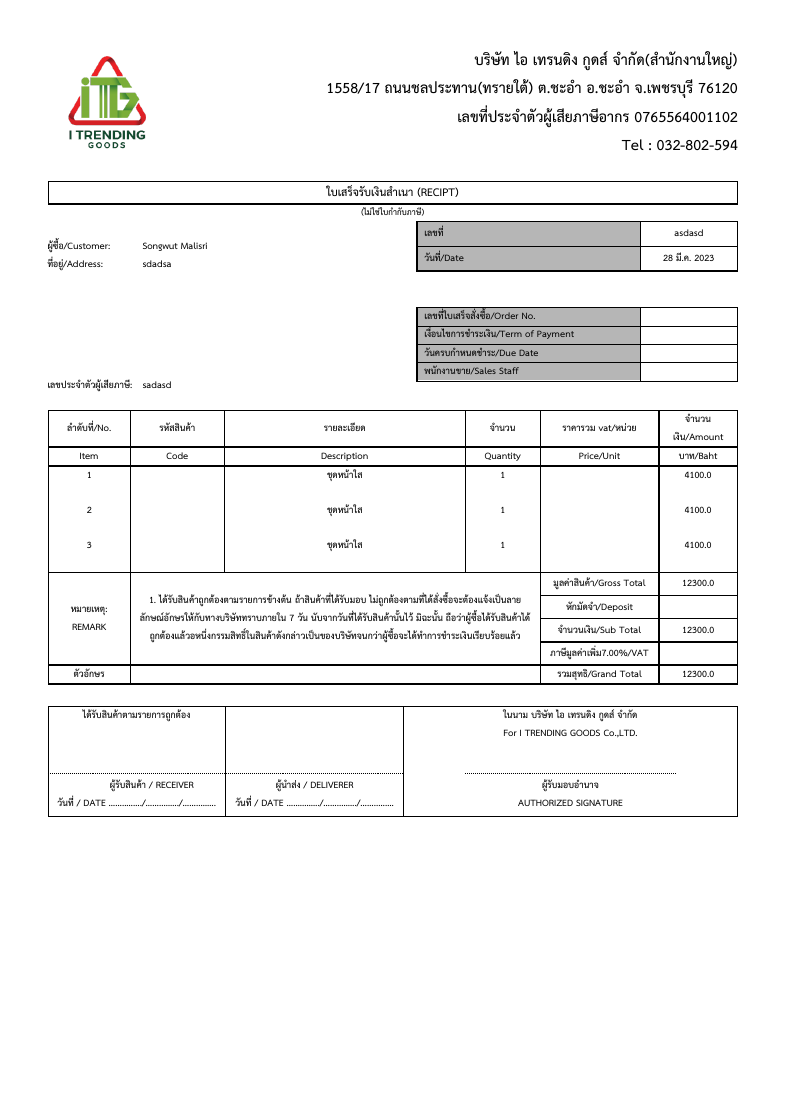 I TRENDING
GOODS
บริษัท ไอ เทรนดิง กูดส์ จำกัด(สำนักงานใหญ่)
1558/17 ถนนชลประทาน(ทรายใต้) ต.ชะอำ อ.ชะอำ จ.เพชรบุรี 76120
เลขที่ประจำตัวผู้เสียภาษีอากร 0765564001102
Tel : 032-802-594
ใบเสร็จรับเงินสำเนา (RECIPT)
(ไม่ใช่ใบกำกับภาษี)
ผู้ซื้อ/Customer: Songwut Malisri
ที่อยู่/Address: sdadsa
เลขที่ asdasd
วันที่/Date 28 มี.ค. 2023
เลขที่ใบเสร็จสั่งซื้อ/Order No.
เงื่อนไขการชำระเงิน/Term of Payment
วันครบกำหนดชำระ/Due Date
พนักงานขาย/Sales Staff
เลขประจำตัวผู้เสียภาษี: sadasd
ลำดับที่/No. รหัสสินค้า รายละเอียด จำนวน ราคารวม vat/หน่วย จำนวน
เงิน/Amount
Item Code Description Quantity Price/Unit บาท/Baht
1 ชุดหน้าใส 1 4100.0
2 ชุดหน้าใส 1 4100.0
3 ชุดหน้าใส 1 4100.0
หมายเหตุ:
REMARK
1. ได้รับสินค้าถูกต้องตามรายการข้างต้น ถ้าสินค้าที่ได้รับมอบ ไม่ถูกต้องตามที่ได้สั่งซื้อจะต้องแจ้งเป็นลาย
ลักษณ์อักษรให้กับทางบริษัททราบภายใน 7 วัน นับจากวันที่ได้รับสินค้านั้นไว้ มิฉะนั้น ถือว่าผู้ซื้อได้รับสินค้าได้
ถูกต้องแล้วอหนึ่งกรรมสิทธิ์ในสินค้าดังกล่าวเป็นของบริษัทจนกว่าผู้ซื้อจะได้ทำการชำระเงินเรียบร้อยแล้ว
มูลค่าสินค้า/Gross Total 12300.0
หักมัดจำ/Deposit
จำนวนเงิน/Sub Total 12300.0
ภาษีมูลค่าเพิ่ม7.00%/VAT
ตัวอักษร รวมสุทธิ/Grand Total 12300.0
ได้รับสินค้าตามรายการถูกต้อง
ผู้รับสินค้า / RECEIVER
วันที่ / DATE ................/................/................
ผู้นำส่ง / DELIVERER
วันที่ / DATE ................/................/................
ในนาม บริษัท ไอ เทรนดิง กูดส์ จำกัด
For I TRENDING GOODS Co.,LTD.
ผู้รับมอบอำนาจ
AUTHORIZED SIGNATURE